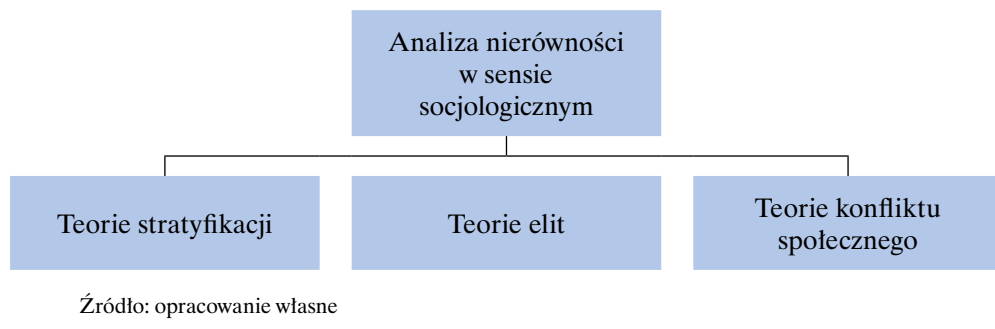 Analiza nierówności
w sensie
socjologicznym
Teorie stratyfikacji
Teorie elit
Teorie konfliktu
społecznego
Źródło: opracowanie własne